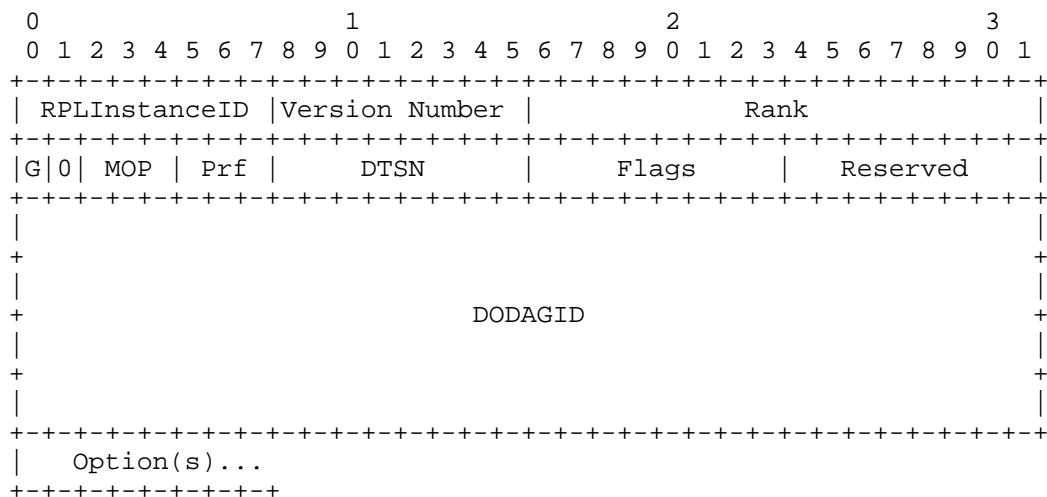 0                   1                   2                   3
 0 1 2 3 4 5 6 7 8 9 0 1 2 3 4 5 6 7 8 9 0 1 2 3 4 5 6 7 8 9 0 1
+-+-+-+-+-+-+-+-+-+-+-+-+-+-+-+-+-+-+-+-+-+-+-+-+-+-+-+-+-+-+-+-+
| RPLInstanceID |Version Number |             Rank              |
+-+-+-+-+-+-+-+-+-+-+-+-+-+-+-+-+-+-+-+-+-+-+-+-+-+-+-+-+-+-+-+-+
|G|0| MOP | Prf |     DTSN      |     Flags     |   Reserved    |
+-+-+-+-+-+-+-+-+-+-+-+-+-+-+-+-+-+-+-+-+-+-+-+-+-+-+-+-+-+-+-+-+
|                                                               |
+                                                               +
|                                                               |
+                            DODAGID                            +
|                                                               |
+                                                               +
|                                                               |
+-+-+-+-+-+-+-+-+-+-+-+-+-+-+-+-+-+-+-+-+-+-+-+-+-+-+-+-+-+-+-+-+
|   Option(s)...
+-+-+-+-+-+-+-+-+